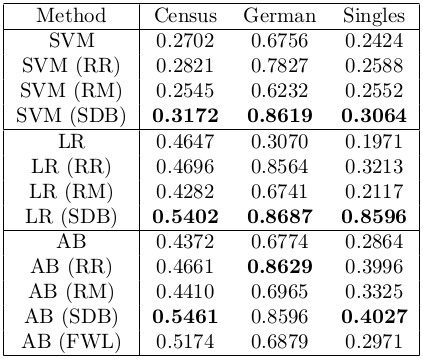 Method Census German Singles
SVM 0.2702 0.6756 0.2424
SVM (RR) 0.2821 0.7827 0.2588
SVM (RM) 0.2545 0.6232 0.2552
SVM (SDB) 0.3172 0.8619 0.3064
LR 0.4647 0.3070 0.1971
LR (RR) 0.4696 0.8564 0.3213
LR (RM) 0.4282 0.6741 0.2117
LR (SDB) 0.5402 0.8687 0.8596
AB 0.4372 0.6774 0.2864
AB (RR) 0.4661 0.8629 0.3996
AB (RM) 0.4410 0.6965 0.3325
AB (SDB) 0.5461 0.8596 0.4027
AB (FWL) 0.5174 0.6879 0.2971